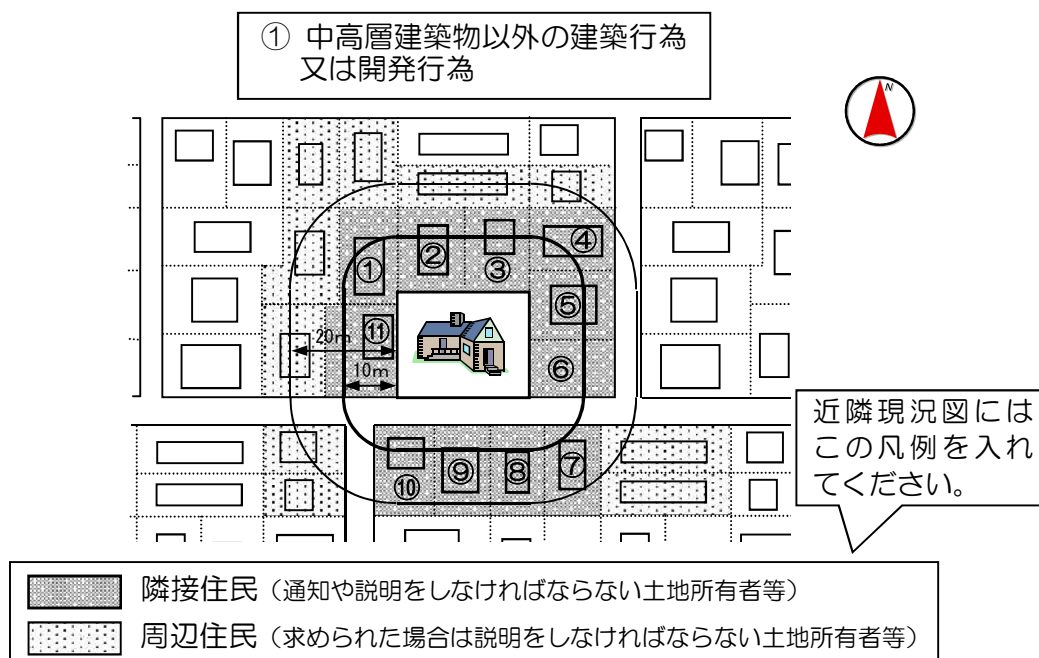 ① 中高層建築物以外の建築行為
又は開発行為
N
①
②
③
④
⑤
⑥
⑪
20m
10m
⑩
⑨
⑧
⑦
近隣現況図には
この凡例を入れ
てください。
隣接住民（通知や説明をしなければならない土地所有者等）
周辺住民（求められた場合は説明をしなければならない土地所有者等）